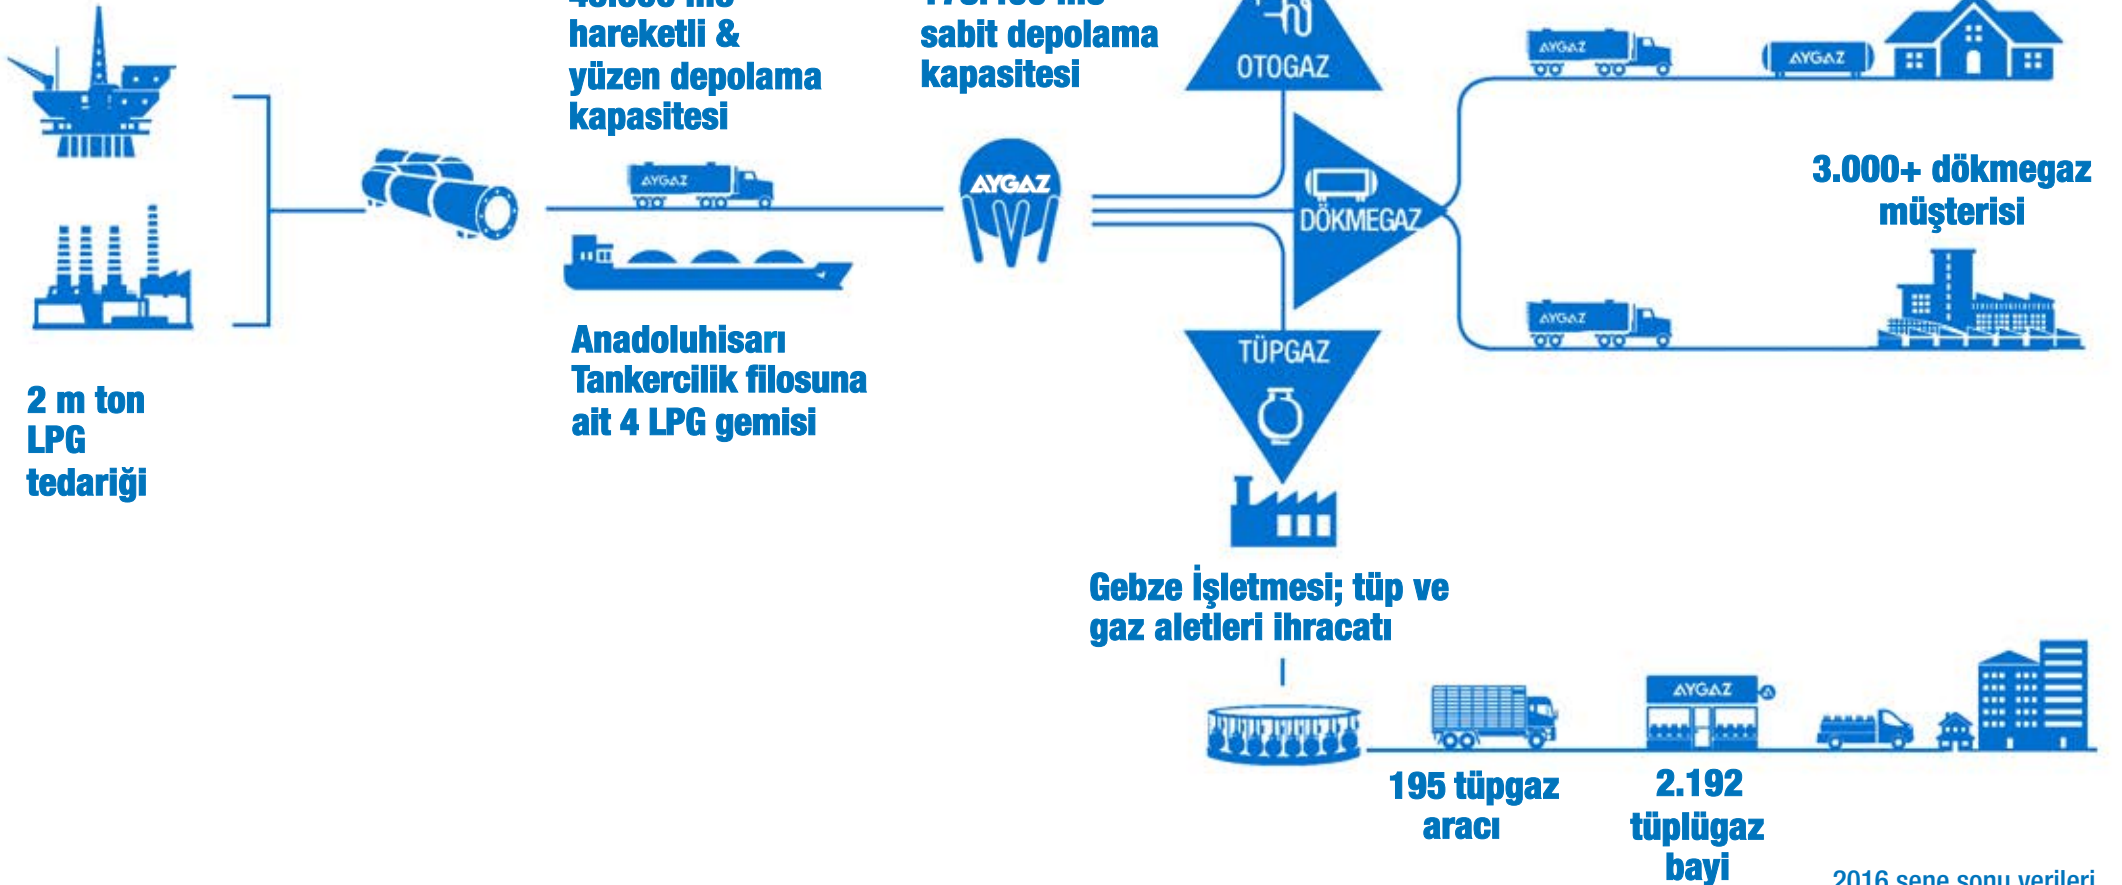 hareketli &
yüzen depolama
kapasitesi
sabit depolama
kapasitesi
OTOGAZ
AYGAZ
AYGAZ
3.000+ dökmegaz
müşterisi
AYGAZ
AYGAZ
DÖKMEGAZ
AYGAZ
Anadoluhisarı
Tankercilik filosuna
ait 4 LPG gemisi
TÜPGAZ
2 m ton
LPG
tedariği
Gebze İşletmesi; tüp ve
gaz aletleri ihracatı
AYGAZ
195 tüpgaz
aracı
2.192
tüplügaz
bayi
2016 sene sonu verileri